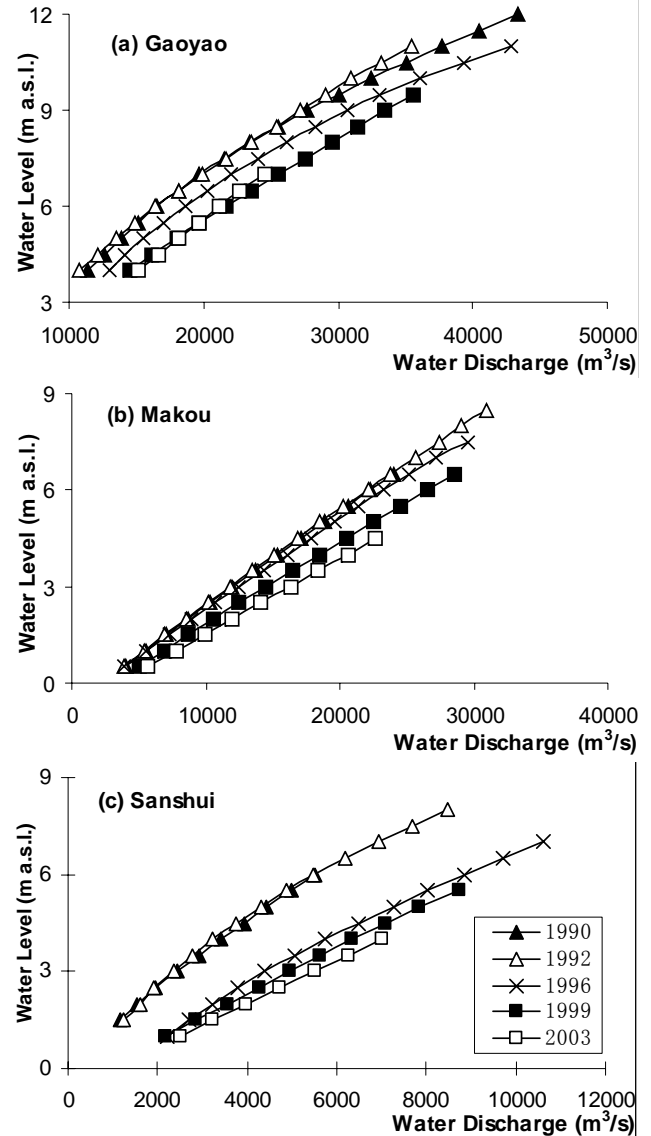 (a) Gaoyao
Water Level (m a.s.l.)
12
9
6
3
10000 20000 30000 40000 50000
Water Discharge (m³/s)
(b) Makou
Water Level (m a.s.l.)
9
6
3
0
0 10000 20000 30000 40000
Water Discharge (m³/s)
(c) Sanshui
Water Level (m a.s.l.)
9
6
3
0
1990
1992
1996
1999
2003
0 2000 4000 6000 8000 10000 12000
Water Discharge (m³/s)